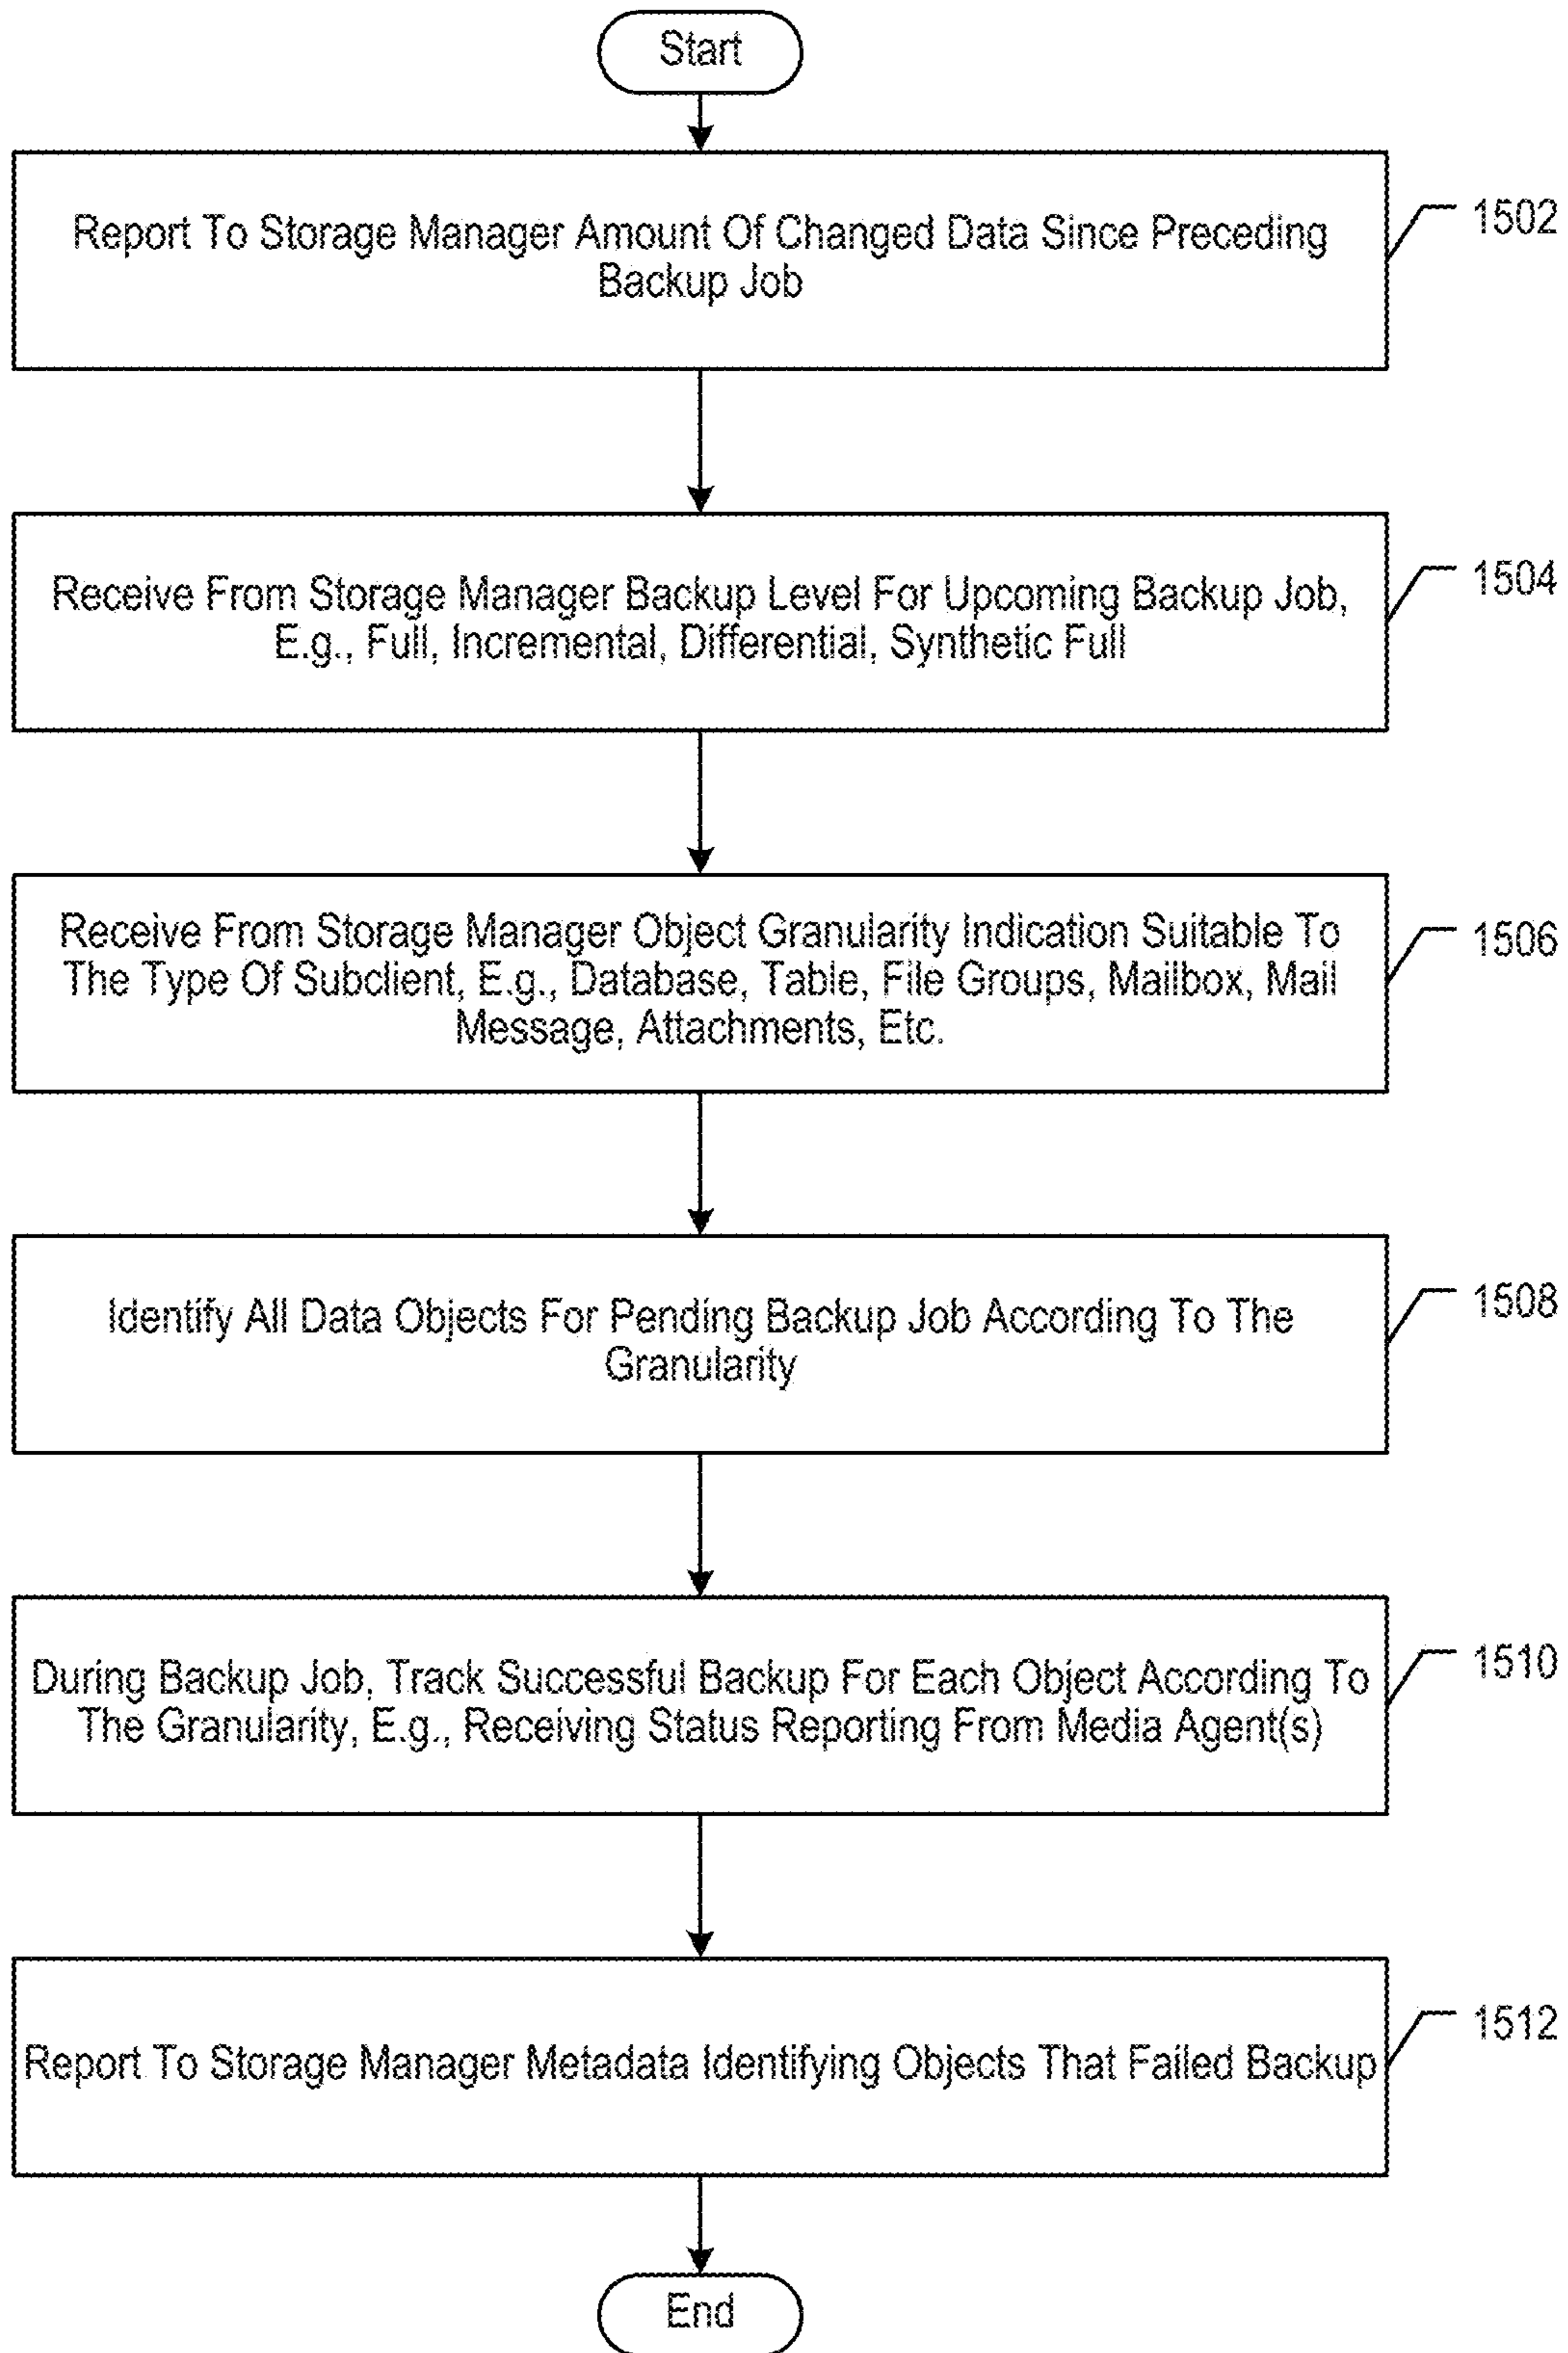 Start
Report To Storage Manager Amount Of Changed Data Since Preceding
Backup Job
1502
Receive From Storage Manager Backup Level For Upcoming Backup Job,
E.g., Full, Incremental, Differential, Synthetic Full
1504
Receive From Storage Manager Object Granularity Indication Suitable To
The Type Of Subclient, E.g., Database, Table, File Groups, Mailbox, Mail
Message, Attachments, Etc.
1506
Identify All Data Objects For Pending Backup Job According To The
Granularity
1508
During Backup Job, Track Successful Backup For Each Object According To
The Granularity, E.g., Receiving Status Reporting From Media Agent(s)
1510
Report To Storage Manager Metadata Identifying Objects That Failed Backup
1512
End